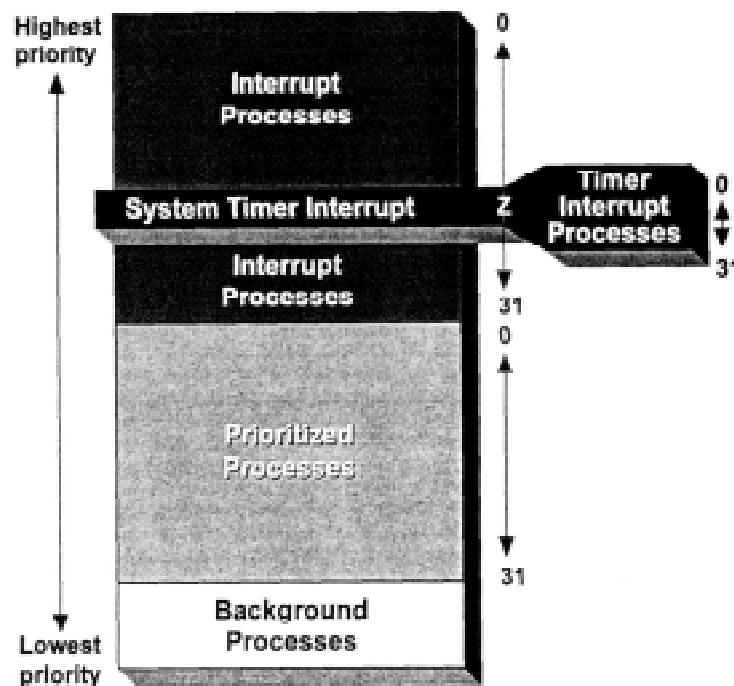 Highest
priority
0
Interrupt
Processes
System Timer Interrupt
Z
Timer
Interrupt
Processes
0
31
Interrupt
Processes
31
0
Prioritized
Processes
31
Background
Processes
Lowest
priority